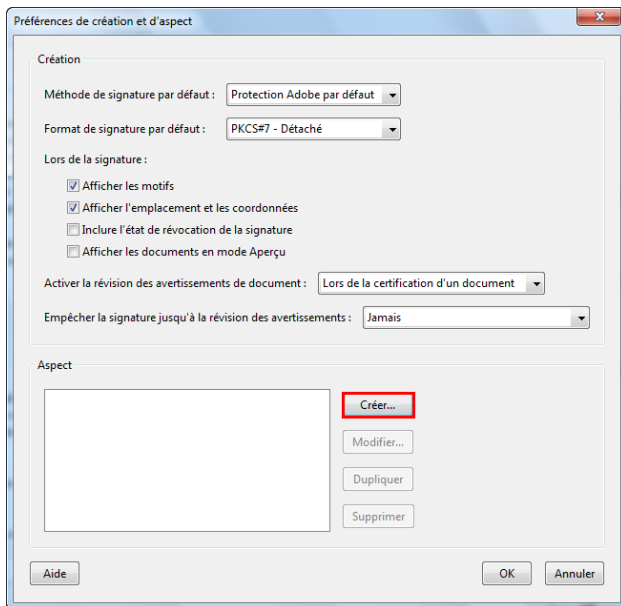 Préférences de création et d'aspect
Création
Méthode de signature par défaut : Protection Adobe par défaut
Format de signature par défaut : PKCS#7 - Détaché
Lors de la signature :
Afficher les motifs
Afficher l'emplacement et les coordonnées
Inclure l'état de révocation de la signature
Afficher les documents en mode Aperçu
Activer la révision des avertissements de document : Lors de la certification d'un document
Empêcher la signature jusqu'à la révision des avertissements : Jamais
Aspect
Créer...
Modifier...
Dupliquer
Supprimer
Aide OK Annuler